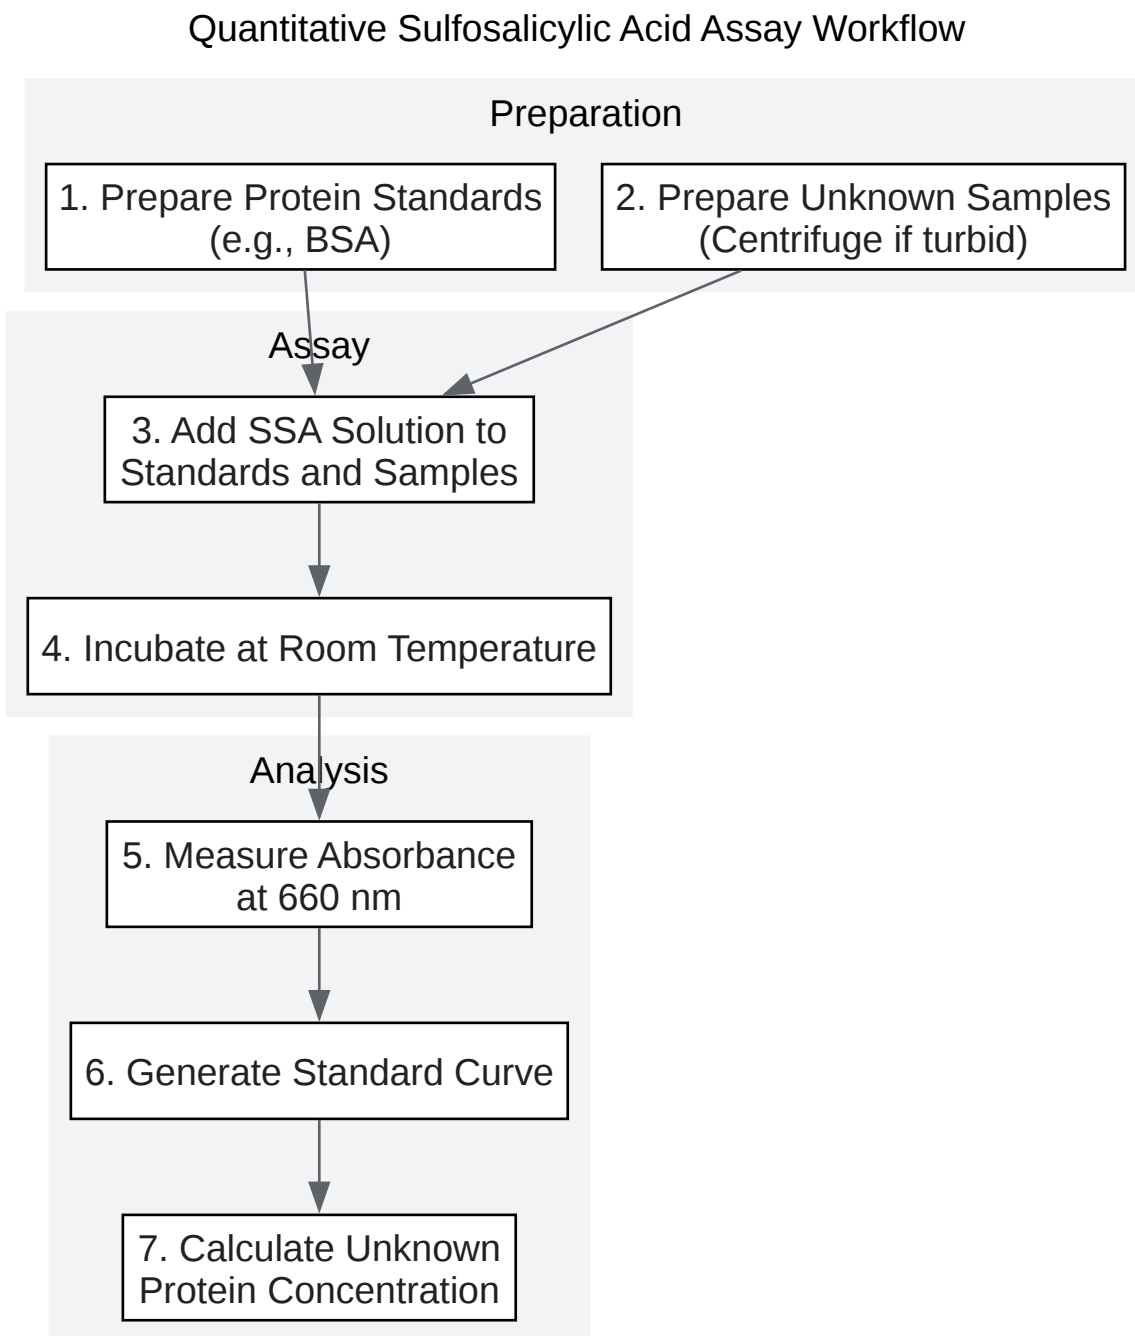 Quantitative Sulfosalicylic Acid Assay Workflow
Preparation
1. Prepare Protein Standards
(e.g., BSA)
2. Prepare Unknown Samples
(Centrifuge if turbid)
Assay
3. Add SSA Solution to
Standards and Samples
4. Incubate at Room Temperature
Analysis
5. Measure Absorbance
at 660 nm
6. Generate Standard Curve
7. Calculate Unknown
Protein Concentration